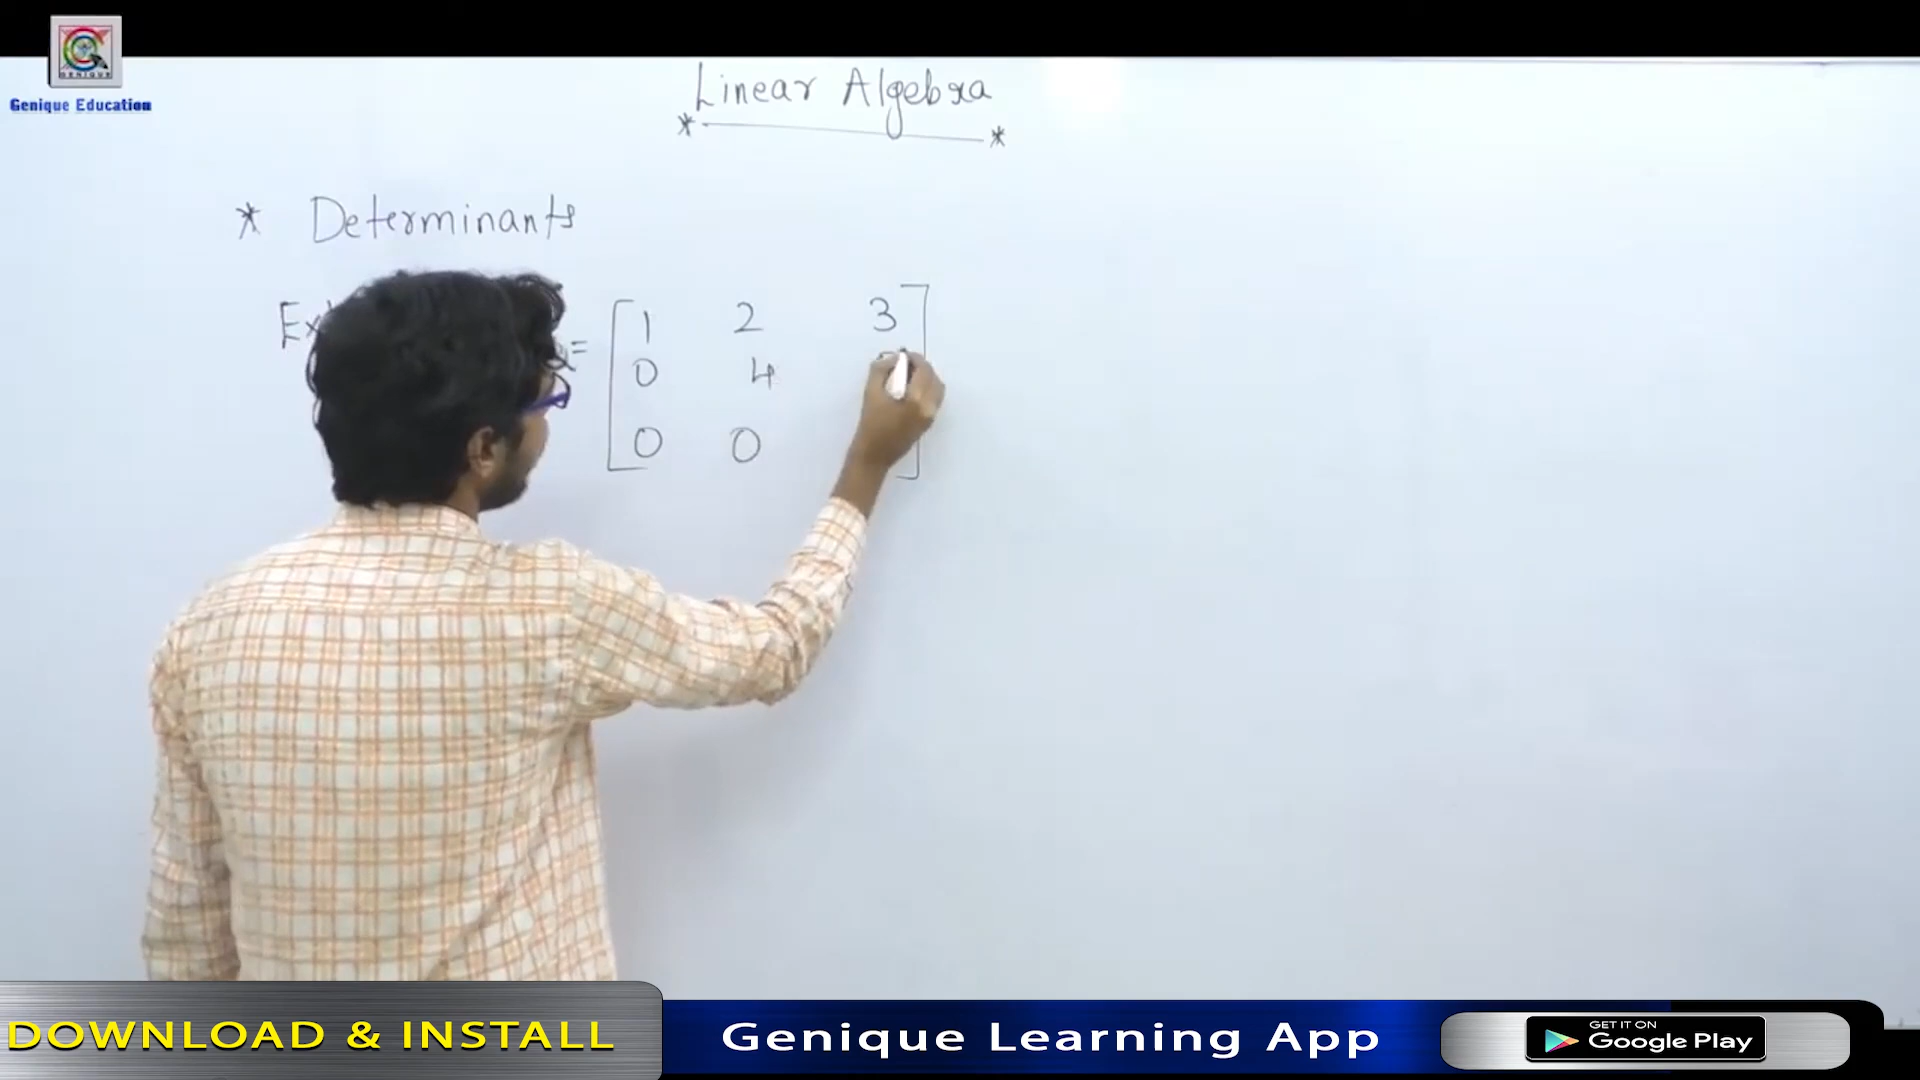 GENIQUE
Genique Education
Linear Algebra
* *
* Determinants
= [ 1 2 3 ]
0 4
0 0
DOWNLOAD & INSTALL
Genique Learning App
GET IT ON
Google Play